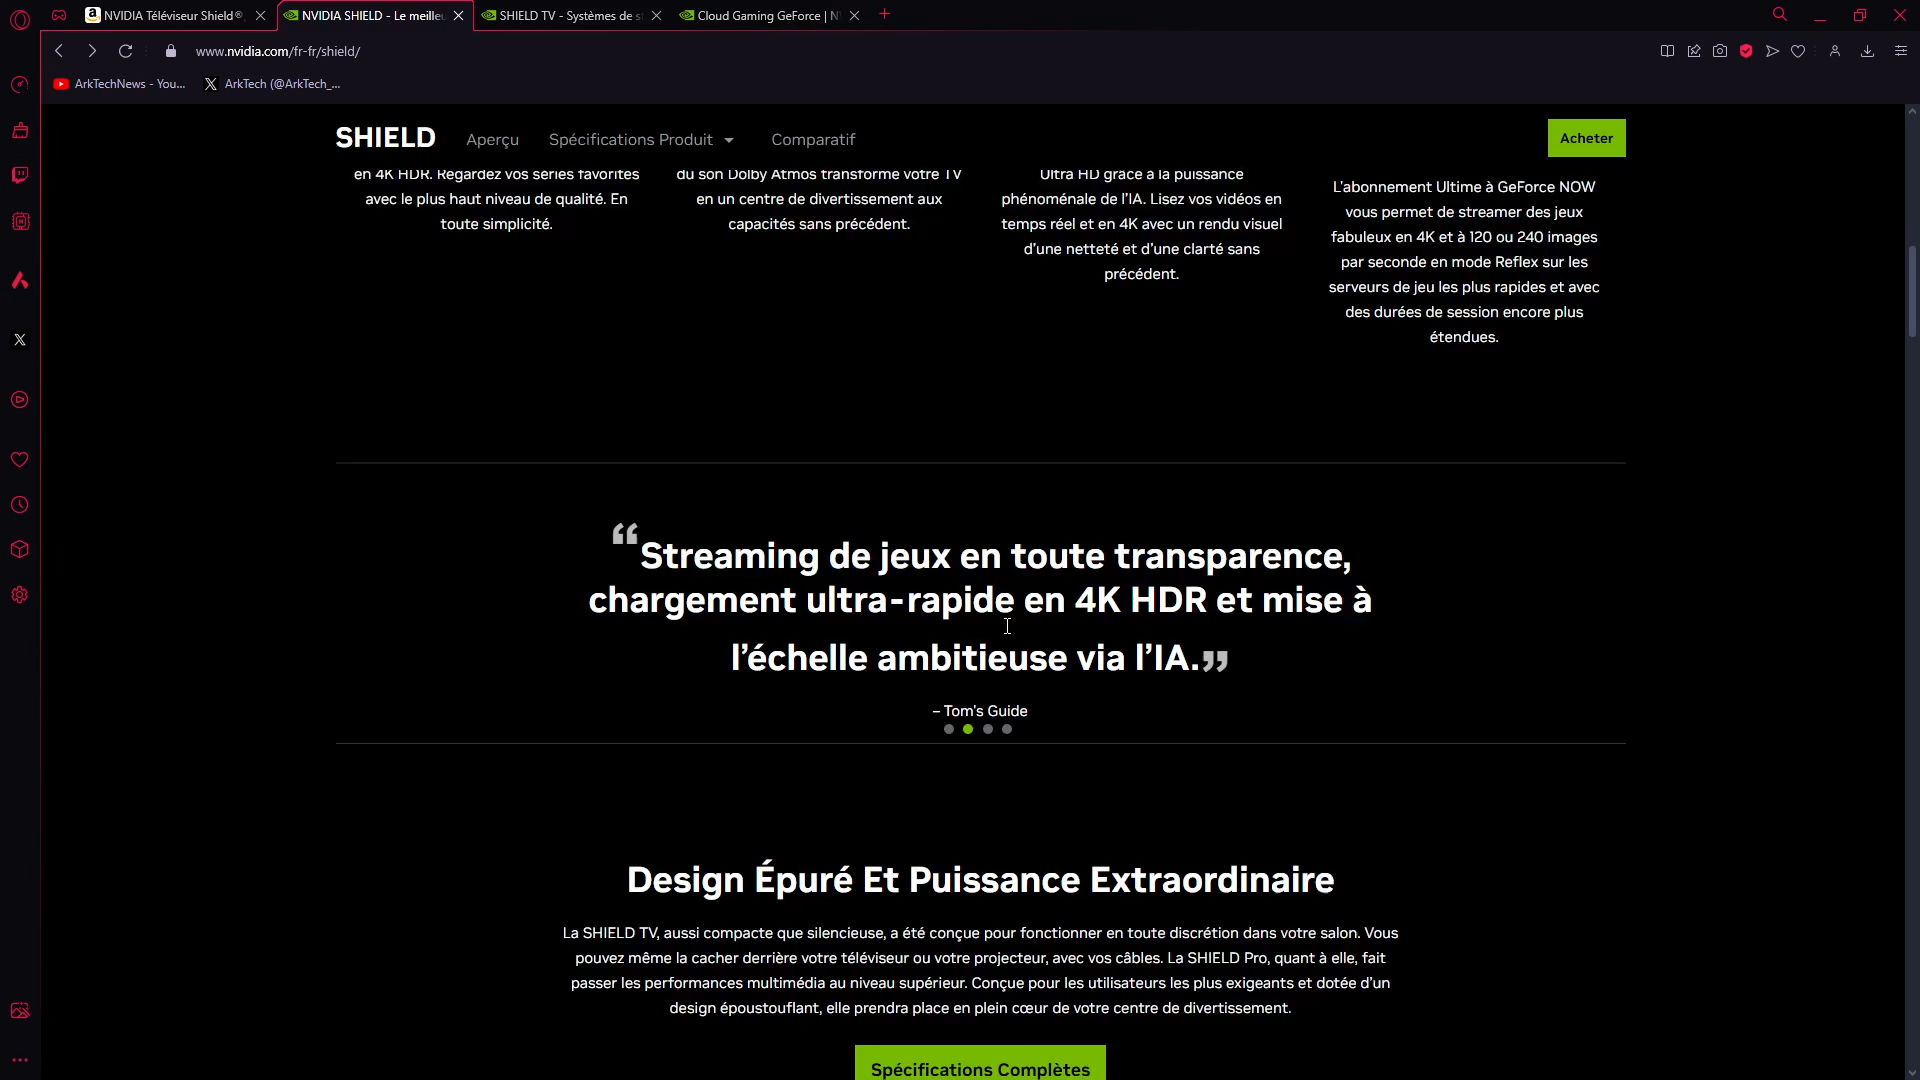 NVIDIA Téléviseur Shield®
NVIDIA SHIELD - Le meille
SHIELD TV - Systèmes de s
Cloud Gaming GeForce | N
www.nvidia.com/fr-fr/shield/
ArkTechNews - You...
ArkTech (@ArkTech_...
SHIELD
Aperçu
Spécifications Produit
Comparatif
Acheter
en 4K HDR. Regardez vos séries favorites
avec le plus haut niveau de qualité. En
toute simplicité.
du son Dolby Atmos transforme votre TV
en un centre de divertissement aux
capacités sans précédent.
Ultra HD grâce à la puissance
phénoménale de l’IA. Lisez vos vidéos en
temps réel et en 4K avec un rendu visuel
d’une netteté et d’une clarté sans
précédent.
L’abonnement Ultime à GeForce NOW
vous permet de streamer des jeux
fabuleux en 4K et à 120 ou 240 images
par seconde en mode Reflex sur les
serveurs de jeu les plus rapides et avec
des durées de session encore plus
étendues.
“Streaming de jeux en toute transparence,
chargement ultra-rapide en 4K HDR et mise à
l’échelle ambitieuse via l’IA.”
– Tom’s Guide
Design Épuré Et Puissance Extraordinaire
La SHIELD TV, aussi compacte que silencieuse, a été conçue pour fonctionner en toute discrétion dans votre salon. Vous
pouvez même la cacher derrière votre téléviseur ou votre projecteur, avec vos câbles. La SHIELD Pro, quant à elle, fait
passer les performances multimédia au niveau supérieur. Conçue pour les utilisateurs les plus exigeants et dotée d’un
design époustouflant, elle prendra place en plein cœur de votre centre de divertissement.
Spécifications Complètes